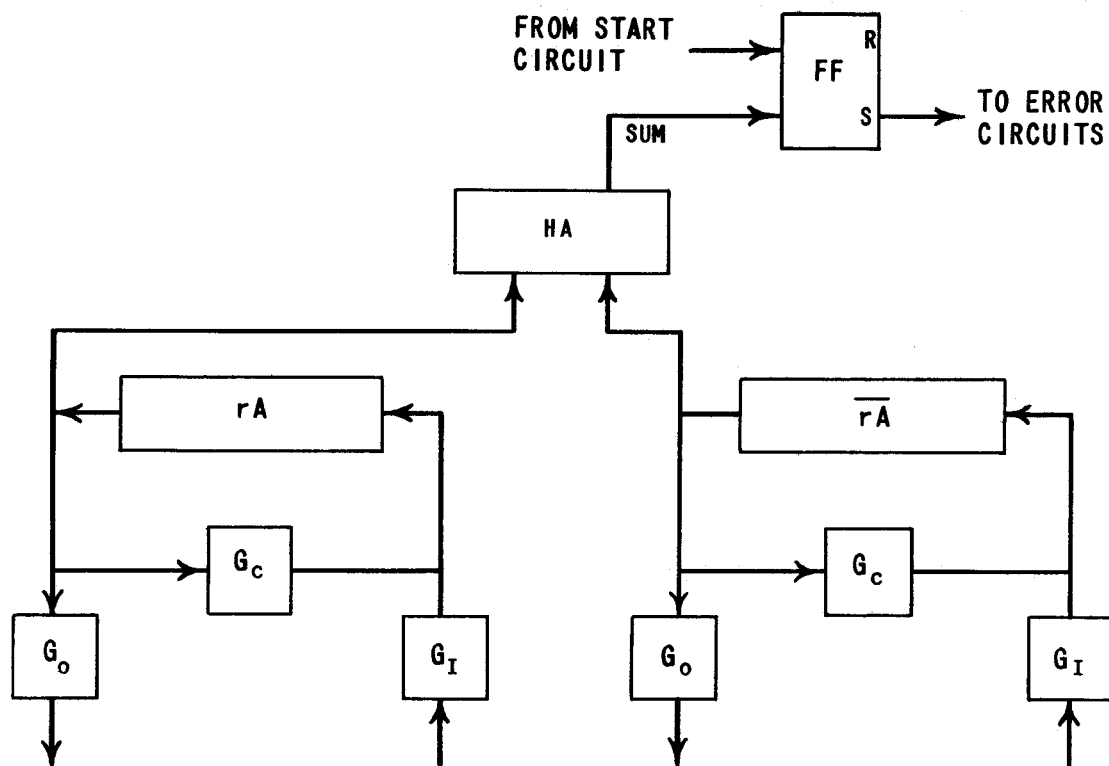 FROM START
CIRCUIT
R
FF
S
TO ERROR
CIRCUITS
SUM
HA
rA
r̅A̅
Gc
Gc
Go
GI
Go
GI